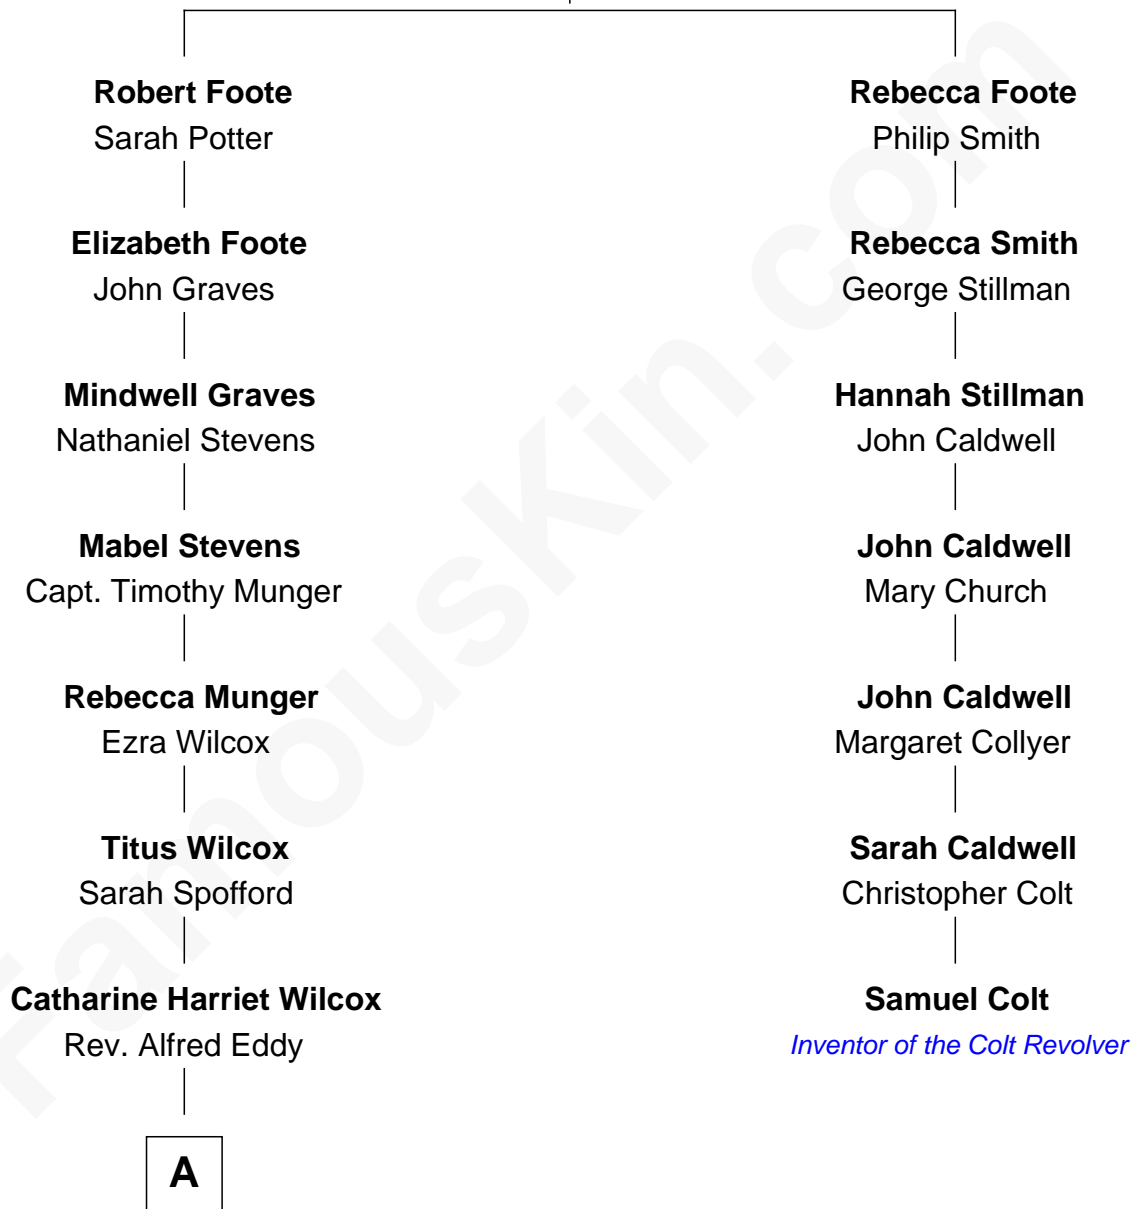 Robert Foote
Sarah Potter
Rebecca Foote
Philip Smith
Elizabeth Foote
John Graves
Rebecca Smith
George Stillman
Mindwell Graves
Nathaniel Stevens
Hannah Stillman
John Caldwell
Mabel Stevens
Capt. Timothy Munger
John Caldwell
Mary Church
Rebecca Munger
Ezra Wilcox
John Caldwell
Margaret Collyer
Titus Wilcox
Sarah Spofford
Sarah Caldwell
Christopher Colt
Catharine Harriet Wilcox
Rev. Alfred Eddy
Samuel Colt
Inventor of the Colt Revolver
A
FamousKin.com